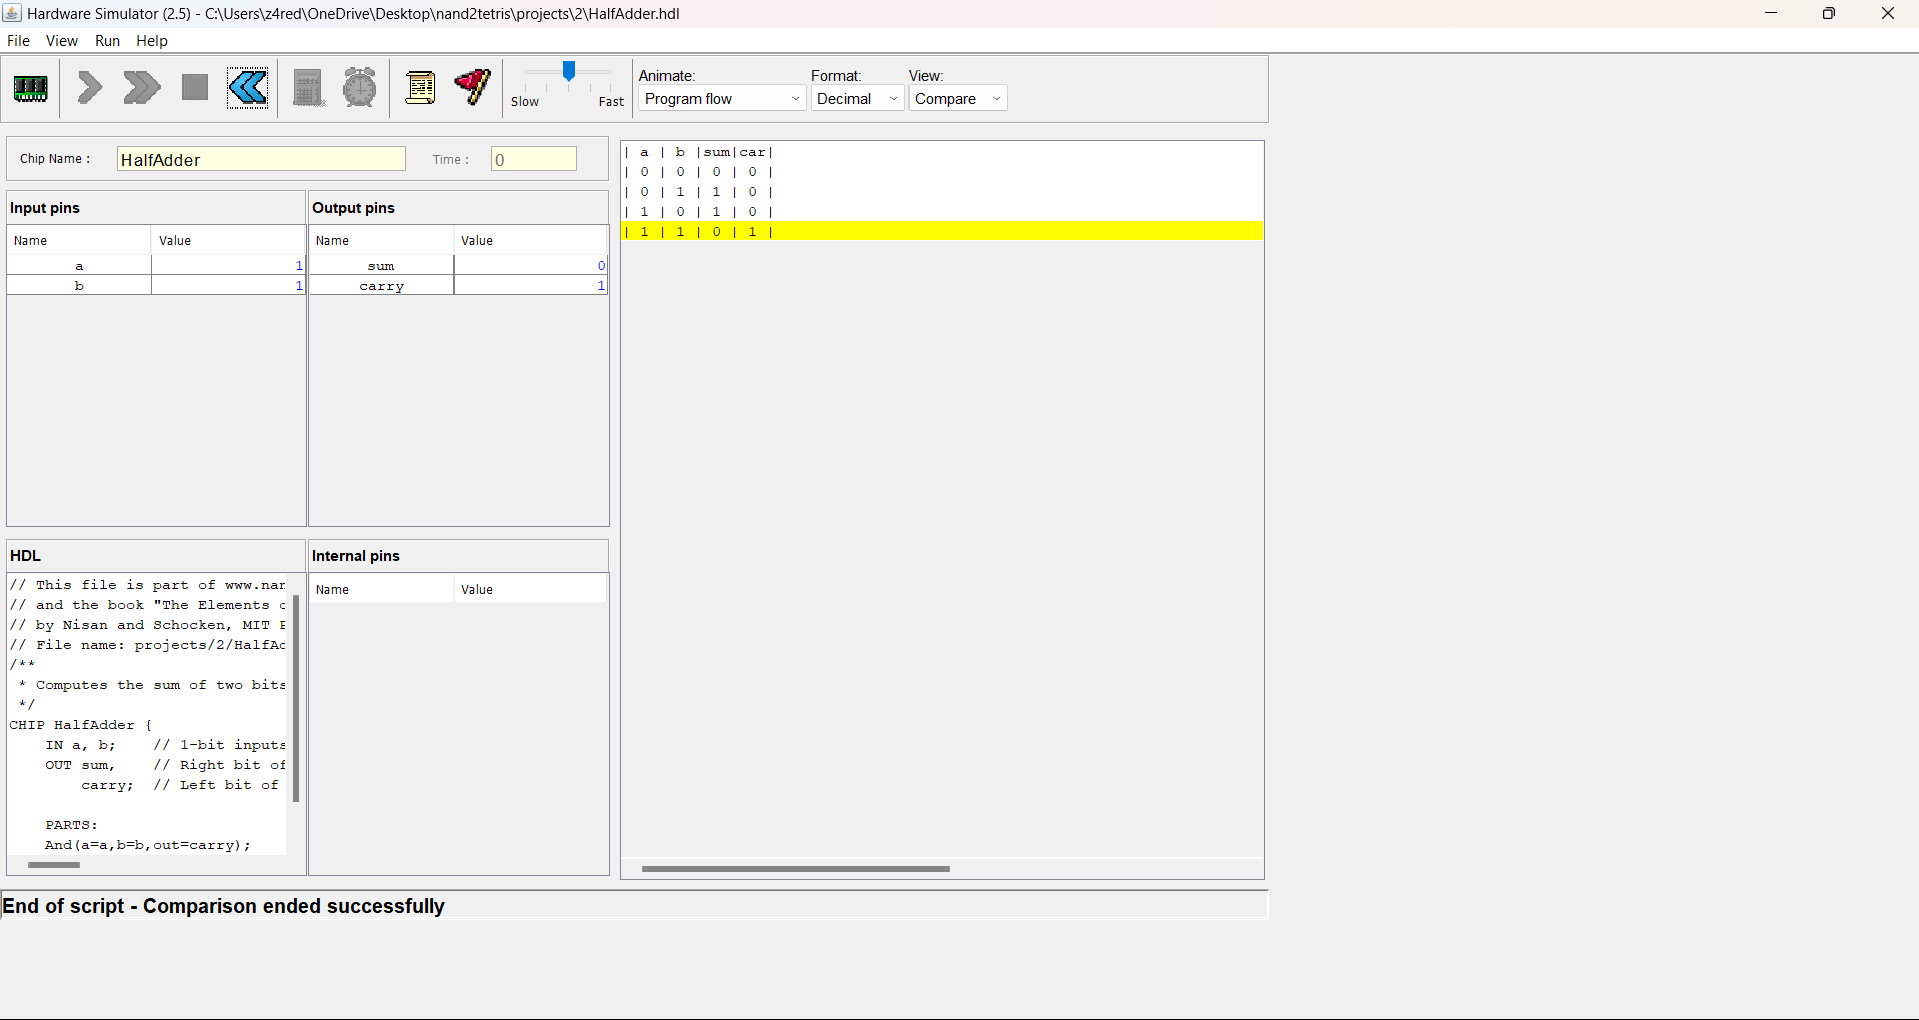 Hardware Simulator (2.5) - C:\Users\z4red\OneDrive\Desktop\nand2tetris\projects\2\HalfAdder.hdl
File View Run Help
Slow Fast
Animate: Format: View:
Program flow Decimal Compare
Chip Name : HalfAdder Time : 0
Input pins
Name Value
a 1
b 1
Output pins
Name Value
sum 0
carry 1
HDL
// This file is part of www.nan
// and the book "The Elements o
// by Nisan and Schocken, MIT P
// File name: projects/2/HalfAd
/**
* Computes the sum of two bits
*/
CHIP HalfAdder {
IN a, b; // 1-bit inputs
OUT sum, // Right bit of
carry; // Left bit of
PARTS:
And(a=a,b=b,out=carry);
Internal pins
Name Value
| a | b |sum|car|
| 0 | 0 | 0 | 0 |
| 0 | 1 | 1 | 0 |
| 1 | 0 | 1 | 0 |
| 1 | 1 | 0 | 1 |
End of script - Comparison ended successfully